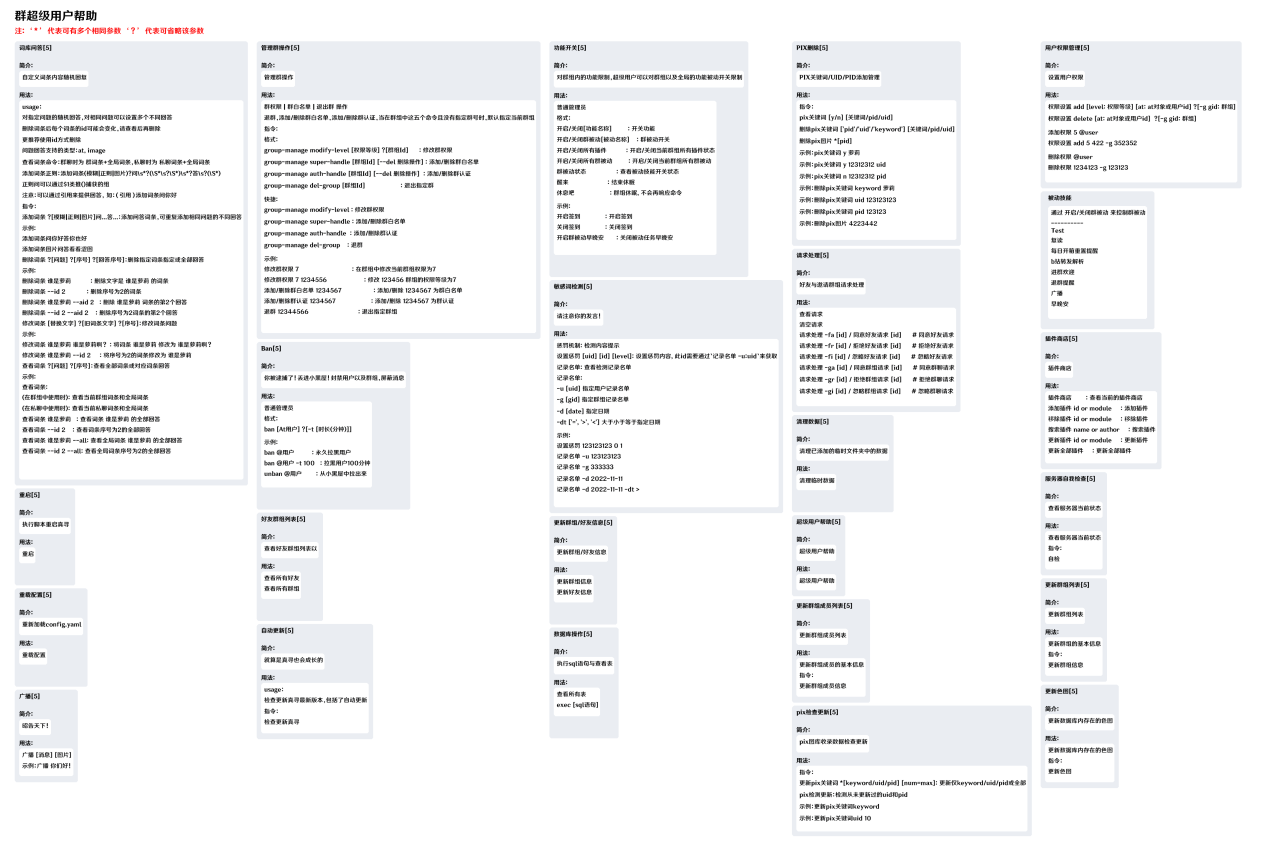 群超级用户帮助
注: ‘*’ 代表可有多个相同参数 ‘?’ 代表可省略该参数
词库问答[5]
简介:
自定义词条内容随机回复
用法:
usage:
对指定问题的随机回答,对相同问题可以设置多个不同回答
删除词条后每个词条的id可能会变化,请查看后再删除
更推荐使用id方式删除
问题回答支持的类型:at, image
查看词条命令:群聊时为 群词条+全局词条,私聊时为 私聊词条+全局词条
添加词条正则:添加词条(模糊|正则|图片)?问\s*?(\S*\s?\S*)\s*?答\s?(\S*)
正则问可以通过$1类推()捕获的组
注意:可以通过引用来提供回答, 如:( 引用 )添加词条问你好
指令:
添加词条 ?[模糊|正则|图片]问...答...:添加问答词条,可重复添加相同问题的不同回答
示例:
添加词条问你好答你也好
添加词条图片问答看看涩图
删除词条 ?[问题] ?[序号] ?[回答序号]:删除指定词条指定或全部回答
示例:
删除词条 谁是萝莉 : 删除文字是 谁是萝莉 的词条
删除词条 --id 2 : 删除序号为2的词条
删除词条 谁是萝莉 --aid 2 : 删除 谁是萝莉 词条的第2个回答
删除词条 --id 2 --aid 2 : 删除序号为2词条的第2个回答
修改词条 [替换文字] ?[旧词条文字] ?[序号]:修改词条问题
示例:
修改词条 谁是萝莉 谁是萝莉啊? : 将词条 谁是萝莉 修改为 谁是萝莉啊?
修改词条 谁是萝莉 --id 2 : 将序号为2的词条修改为 谁是萝莉
查看词条 ?[问题] ?[序号]:查看全部词条或对应词条回答
示例:
查看词条:
(在群组中使用时): 查看当前群组词条和全局词条
(在私聊中使用时): 查看当前私聊词条和全局词条
查看词条 谁是萝莉 : 查看词条 谁是萝莉 的全部回答
查看词条 --id 2 : 查看词条序号为2的全部回答
查看词条 谁是萝莉 --all: 查看全局词条 谁是萝莉 的全部回答
查看词条 --id 2 --all: 查看全局词条序号为2的全部回答
重启[5]
简介:
执行脚本重启真寻
用法:
重启
重载配置[5]
简介:
重新加载config.yaml
用法:
重载配置
广播[5]
简介:
昭告天下!
用法:
广播 [消息] [图片]
示例:广播 你们好!
管理群操作[5]
简介:
管理群操作
用法:
群权限 | 群白名单 | 退出群 操作
退群,添加/删除群白名单,添加/删除群认证,当在群组中这五个命令且没有指定群号时,默认指定当前群组
指令:
格式:
group-manage modify-level [权限等级] ?[群组Id] : 修改群权限
group-manage super-handle [群组Id] [--del 删除操作] : 添加/删除群白名单
group-manage auth-handle [群组Id] [--del 删除操作] : 添加/删除群认证
group-manage del-group [群组Id] : 退出指定群
快捷:
group-manage modify-level : 修改群权限
group-manage super-handle : 添加/删除群白名单
group-manage auth-handle : 添加/删除群认证
group-manage del-group : 退群
示例:
修改群权限 7 : 在群组中修改当前群组权限为7
修改群权限 7 1234556 : 修改 123456 群组的权限等级为7
添加/删除群白名单 1234567 : 添加/删除 1234567 为群白名单
添加/删除群认证 1234567 : 添加/删除 1234567 为群认证
退群 12344566 : 退出指定群组
Ban[5]
简介:
你被逮捕了!丢进小黑屋!封禁用户以及群组,屏蔽消息
用法:
普通管理员
格式:
ban [At用户] ?[-t [时长(分钟)]]
示例:
ban @用户 : 永久拉黑用户
ban @用户 -t 100 : 拉黑用户100分钟
unban @用户 : 从小黑屋中拉出来
好友群组列表[5]
简介:
查看好友群组列表以
用法:
查看所有好友
查看所有群组
自动更新[5]
简介:
就算是真寻也会成长的
用法:
usage:
检查更新真寻最新版本,包括了自动更新
指令:
检查更新真寻
功能开关[5]
简介:
对群组内的功能限制,超级用户可以对群组以及全局的功能被动开关限制
用法:
普通管理员
格式:
开启/关闭[功能名称] : 开关功能
开启/关闭群被动[被动名称] : 群被动开关
开启/关闭所有插件 : 开启/关闭当前群组所有插件状态
开启/关闭所有群被动 : 开启/关闭当前群组所有群被动
群被动状态 : 查看被动技能开关状态
醒来 : 结束休眠
休息吧 : 群组休眠, 不会再响应命令
示例:
开启签到 : 开启签到
关闭签到 : 关闭签到
开启群被动早晚安 : 关闭被动任务早晚安
敏感词检测[5]
简介:
请注意你的发言!
用法:
惩罚机制: 检测内容提示
设置惩罚 [uid] [id] [level]: 设置惩罚内容, 此id需要通过`记录名单 -u:uid`来获取
记录名单: 查看检测记录名单
记录名单:
-u [uid] 指定用户记录名单
-g [gid] 指定群组记录名单
-d [date] 指定日期
-dt ['=', '>', '<'] 大于小于等于指定日期
示例:
设置惩罚 123123123 0 1
记录名单 -u 123123123
记录名单 -g 333333
记录名单 -d 2022-11-11
记录名单 -d 2022-11-11 -dt >
更新群组/好友信息[5]
简介:
更新群组/好友信息
用法:
更新群组信息
更新好友信息
数据库操作[5]
简介:
执行sql语句与查看表
用法:
查看所有表
exec [sql语句]
PIX删除[5]
简介:
PIX关键词/UID/PID添加管理
用法:
指令:
pix关键词 [y/n] [关键词/pid/uid]
删除pix关键词 ['pid'/'uid'/'keyword'] [关键词/pid/uid]
删除pix图片 *[pid]
示例:pix关键词 y 萝莉
示例:pix关键词 y 12312312 uid
示例:pix关键词 n 12312312 pid
示例:删除pix关键词 keyword 萝莉
示例:删除pix关键词 uid 123123123
示例:删除pix关键词 pid 123123
示例:删除pix图片 4223442
请求处理[5]
简介:
好友与邀请群组请求处理
用法:
查看请求
清空请求
请求处理 -fa [id] / 同意好友请求 [id] # 同意好友请求
请求处理 -fr [id] / 拒绝好友请求 [id] # 拒绝好友请求
请求处理 -fi [id] / 忽略好友请求 [id] # 忽略好友请求
请求处理 -ga [id] / 同意群组请求 [id] # 同意群聊请求
请求处理 -gr [id] / 拒绝群组请求 [id] # 拒绝群聊请求
请求处理 -gi [id] / 忽略群组请求 [id] # 忽略群聊请求
清理数据[5]
简介:
清理已添加的临时文件夹中的数据
用法:
清理临时数据
超级用户帮助[5]
简介:
超级用户帮助
用法:
超级用户帮助
更新群组成员列表[5]
简介:
更新群组成员列表
用法:
更新群组成员的基本信息
指令:
更新群组成员信息
pix检查更新[5]
简介:
pix图库收录数据检查更新
用法:
指令:
更新pix关键词 *[keyword/uid/pid] [num=max]: 更新仅keyword/uid/pid或全部
pix检测更新:检测从未更新过的uid和pid
示例:更新pix关键词keyword
示例:更新pix关键词uid 10
用户权限管理[5]
简介:
设置用户权限
用法:
权限设置 add [level: 权限等级] [at: at对象或用户id] ?[-g gid: 群组]
权限设置 delete [at: at对象或用户id] ?[-g gid: 群组]
添加权限 5 @user
权限设置 add 5 422 -g 352352
删除权限 @user
删除权限 1234123 -g 123123
被动技能
通过 开启/关闭群被动 来控制群被动
----------
Test
复读
每日开箱重置提醒
b站转发解析
进群欢迎
退群提醒
广播
早晚安
插件商店[5]
简介:
插件商店
用法:
插件商店 : 查看当前的插件商店
添加插件 id or module : 添加插件
移除插件 id or module : 移除插件
搜索插件 name or author : 搜索插件
更新插件 id or module : 更新插件
更新全部插件 : 更新全部插件
服务器自我检查[5]
简介:
查看服务器当前状态
用法:
查看服务器当前状态
指令:
自检
更新群组列表[5]
简介:
更新群组列表
用法:
更新群组的基本信息
指令:
更新群组信息
更新色图[5]
简介:
更新数据库内存在的色图
用法:
更新数据库内存在的色图
指令:
更新色图